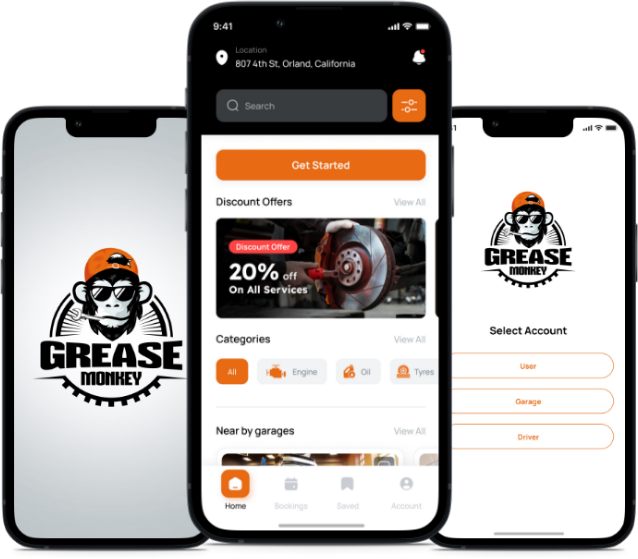 GREASE
MONKEY
9:41
Location
807 4th St, Orland, California
Search
Get Started
Discount Offers
View All
Discount Offer
20% off
On All Services
Categories
View All
All
Engine
Oil
Tyres
Near by garages
View All
Home
Bookings
Saved
Account
GREASE
MONKEY
Select Account
User
Garage
Driver